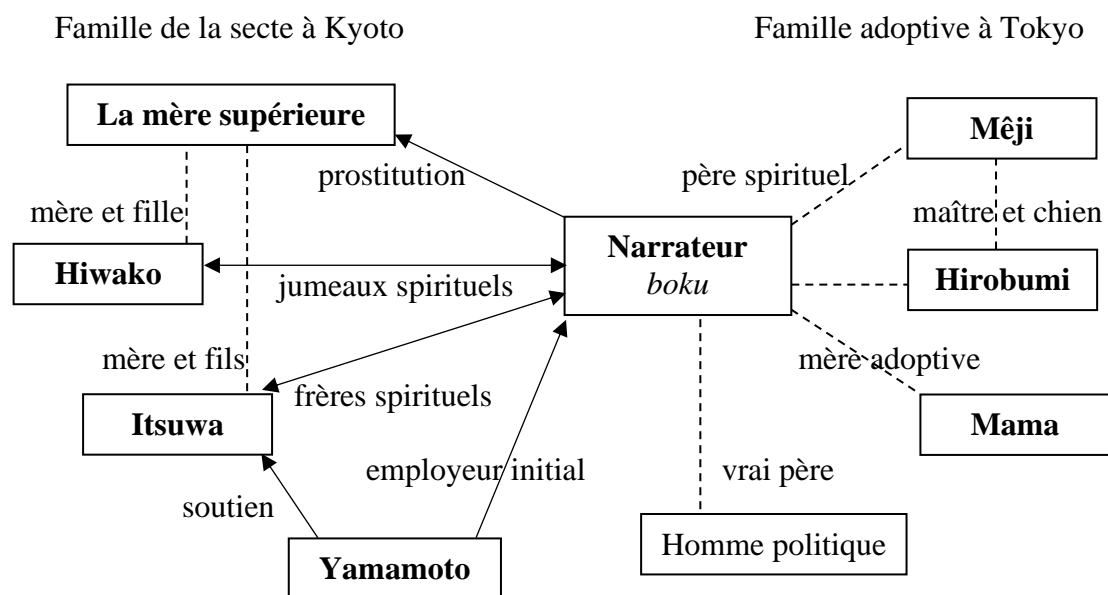 Famille de la secte à Kyoto
Famille adoptive à Tokyo
La mère supérieure
Mêji
prostitution
père spirituel
mère et fille
maître et chien
Hiwako
Narrateur
boku
Hirobumi
jumeaux spirituels
mère et fils
mère adoptive
frères spirituels
Itsuwa
Mama
employeur initial
vrai père
soutien
Homme politique
Yamamoto